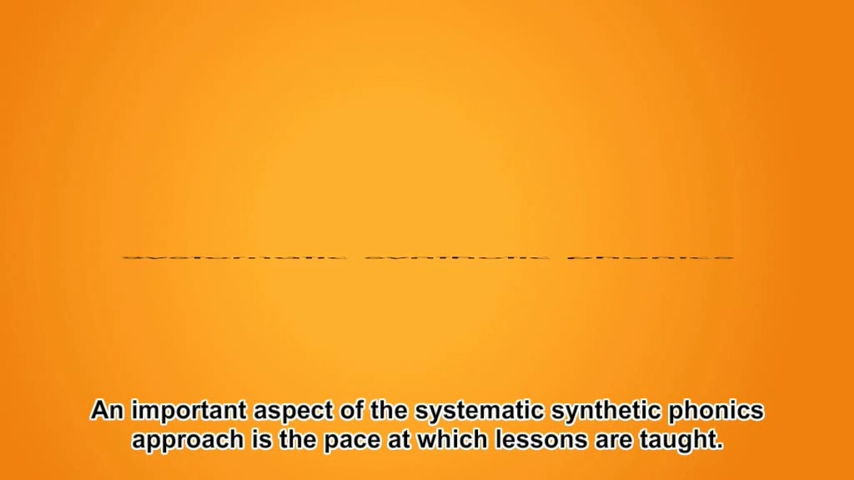 An important aspect of the systematic synthetic phonics
approach is the pace at which lessons are taught.